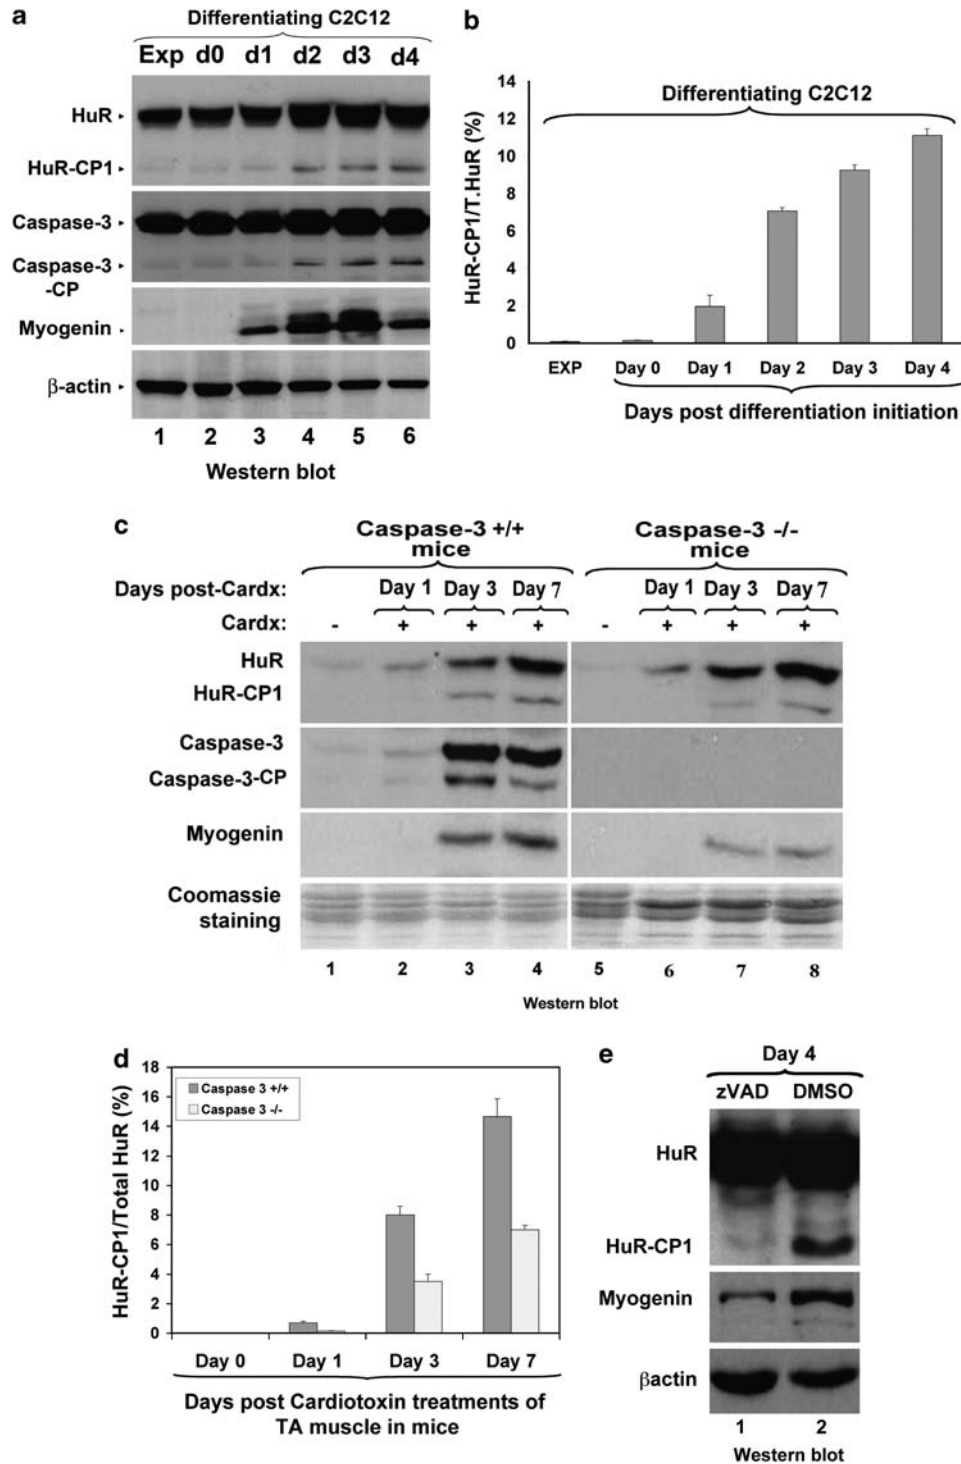 a
Differentiating C2C12
Exp d0 d1 d2 d3 d4
HuR
HuR-CP1
Caspase-3
Caspase-3
-CP
Myogenin
β-actin
1 2 3 4 5 6
Western blot
b
HuR-CP1/T.HuR (%)
14
12
10
8
6
4
2
0
Differentiating C2C12
EXP Day 0 Day 1 Day 2 Day 3 Day 4
Days post differentiation initiation
c
Caspase-3 +/+
mice
Caspase-3 -/-
mice
Days post-Cardx: Day 1 Day 3 Day 7 Day 1 Day 3 Day 7
Cardx: - + + + - + + +
HuR
HuR-CP1
Caspase-3
Caspase-3-CP
Myogenin
Coomassie
staining
1 2 3 4 5 6 7 8
Western blot
d
HuR-CP1/Total HuR (%)
18
16
14
12
10
8
6
4
2
0
Caspase 3 +/+
Caspase 3 -/-
Day 0 Day 1 Day 3 Day 7
Days post Cardiotoxin treatments of
TA muscle in mice
e
Day 4
zVAD DMSO
HuR
HuR-CP1
Myogenin
βactin
1 2
Western blot